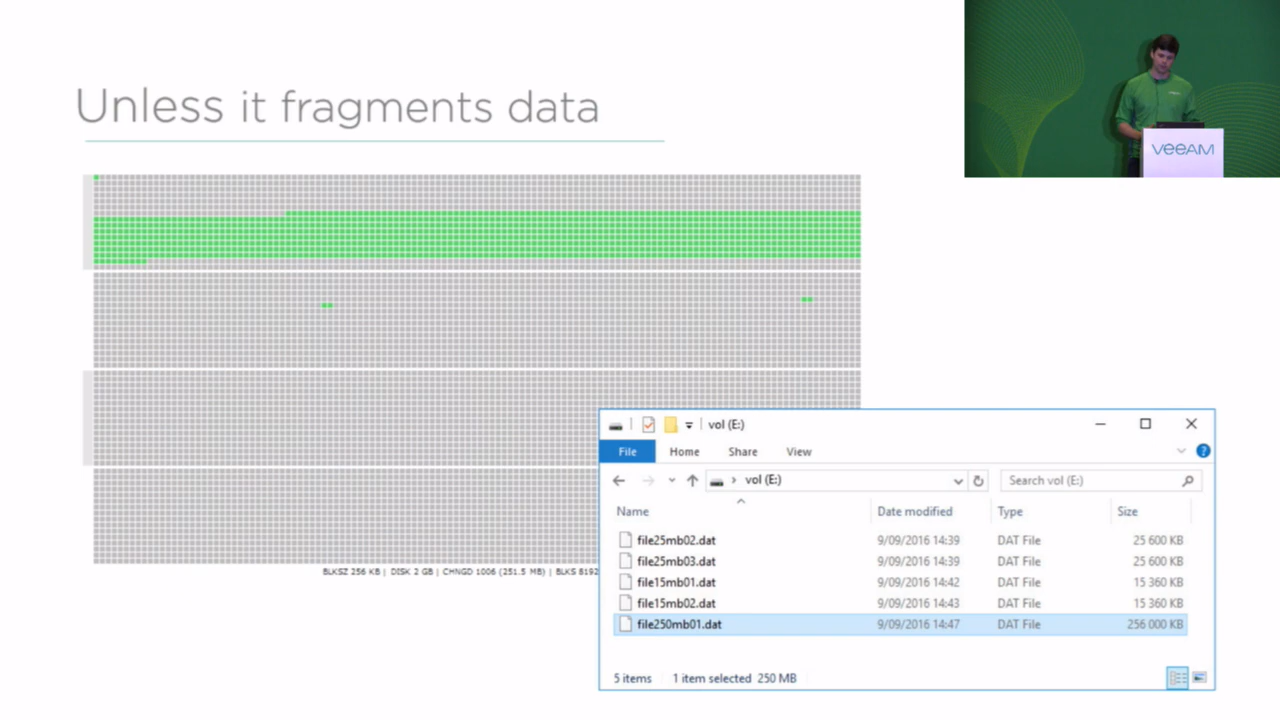 Unless it fragments data
veeAM
BLKSZ 256 KB | DISK 2 GB | CHNGD 1006 (251.5 MB) | BLKS 8192
vol (E:)
File Home Share View
vol (E:)
Search vol (E:)
Name Date modified Type Size
file25mb02.dat 9/09/2016 14:39 DAT File 25 600 KB
file25mb03.dat 9/09/2016 14:39 DAT File 25 600 KB
file15mb01.dat 9/09/2016 14:42 DAT File 15 360 KB
file15mb02.dat 9/09/2016 14:43 DAT File 15 360 KB
file250mb01.dat 9/09/2016 14:47 DAT File 256 000 KB
5 items 1 item selected 250 MB